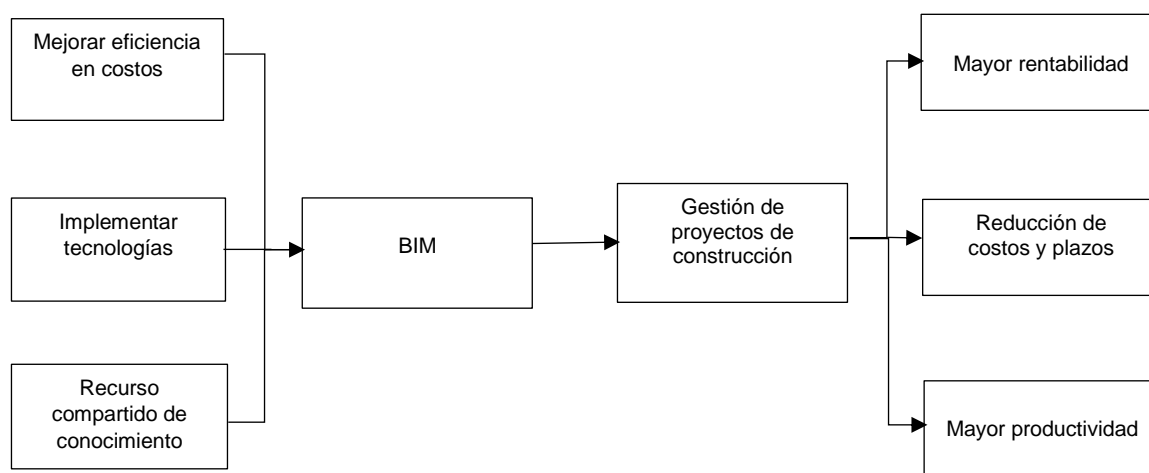 Mejorar eficiencia
en costos
Implementar
tecnologías
Recurso
compartido de
conocimiento
BIM
Gestión de
proyectos de
construcción
Mayor rentabilidad
Reducción de
costos y plazos
Mayor productividad